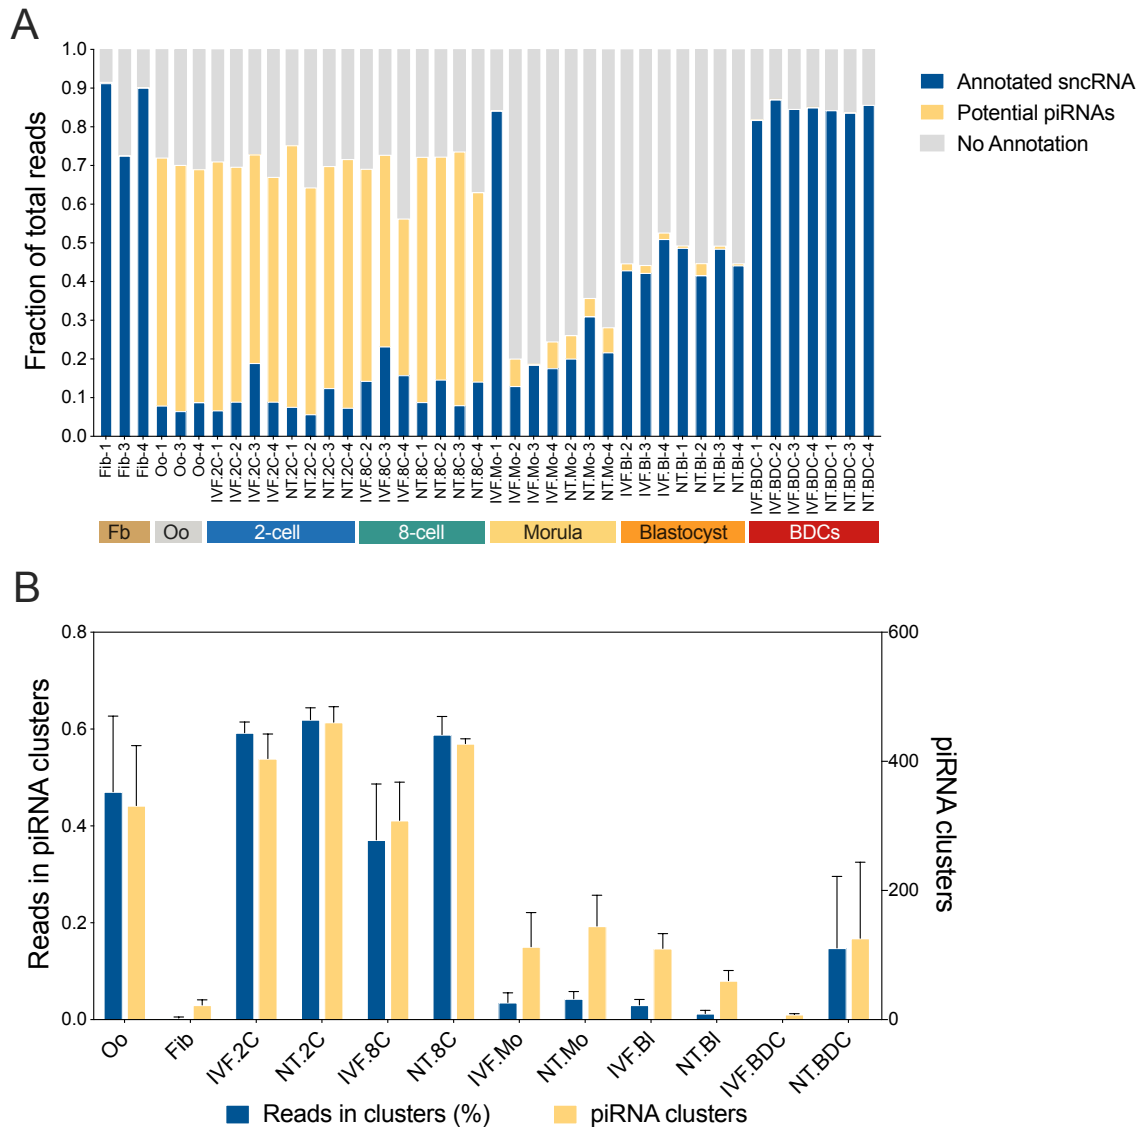 A
1.0
0.9
0.8
0.7
0.6
0.5
0.4
0.3
0.2
0.1
0.0
Fraction of total reads
Annotated sncRNA
Potential piRNAs
No Annotation
Fib-1
Fib-3
Fib-4
Oo-1
Oo-3
Oo-4
IVF.2C-1
IVF.2C-2
IVF.2C-3
IVF.2C-4
NT.2C-1
NT.2C-2
NT.2C-3
NT.2C-4
IVF.8C-2
IVF.8C-3
IVF.8C-4
NT.8C-1
NT.8C-2
NT.8C-3
NT.8C-4
IVF.Mo-1
IVF.Mo-2
IVF.Mo-3
IVF.Mo-4
NT.Mo-2
NT.Mo-3
NT.Mo-4
IVF.Bl-2
IVF.Bl-3
IVF.Bl-4
NT.Bl-1
NT.Bl-2
NT.Bl-3
NT.Bl-4
IVF.BDC-1
IVF.BDC-2
IVF.BDC-3
IVF.BDC-4
NT.BDC-1
NT.BDC-3
NT.BDC-4
Fb
Oo
2-cell
8-cell
Morula
Blastocyst
BDCs
B
0.8
0.6
0.4
0.2
0.0
Reads in piRNA clusters
600
400
200
0
piRNA clusters
Oo
Fib
IVF.2C
NT.2C
IVF.8C
NT.8C
IVF.Mo
NT.Mo
IVF.Bl
NT.Bl
IVF.BDC
NT.BDC
Reads in clusters (%)
piRNA clusters